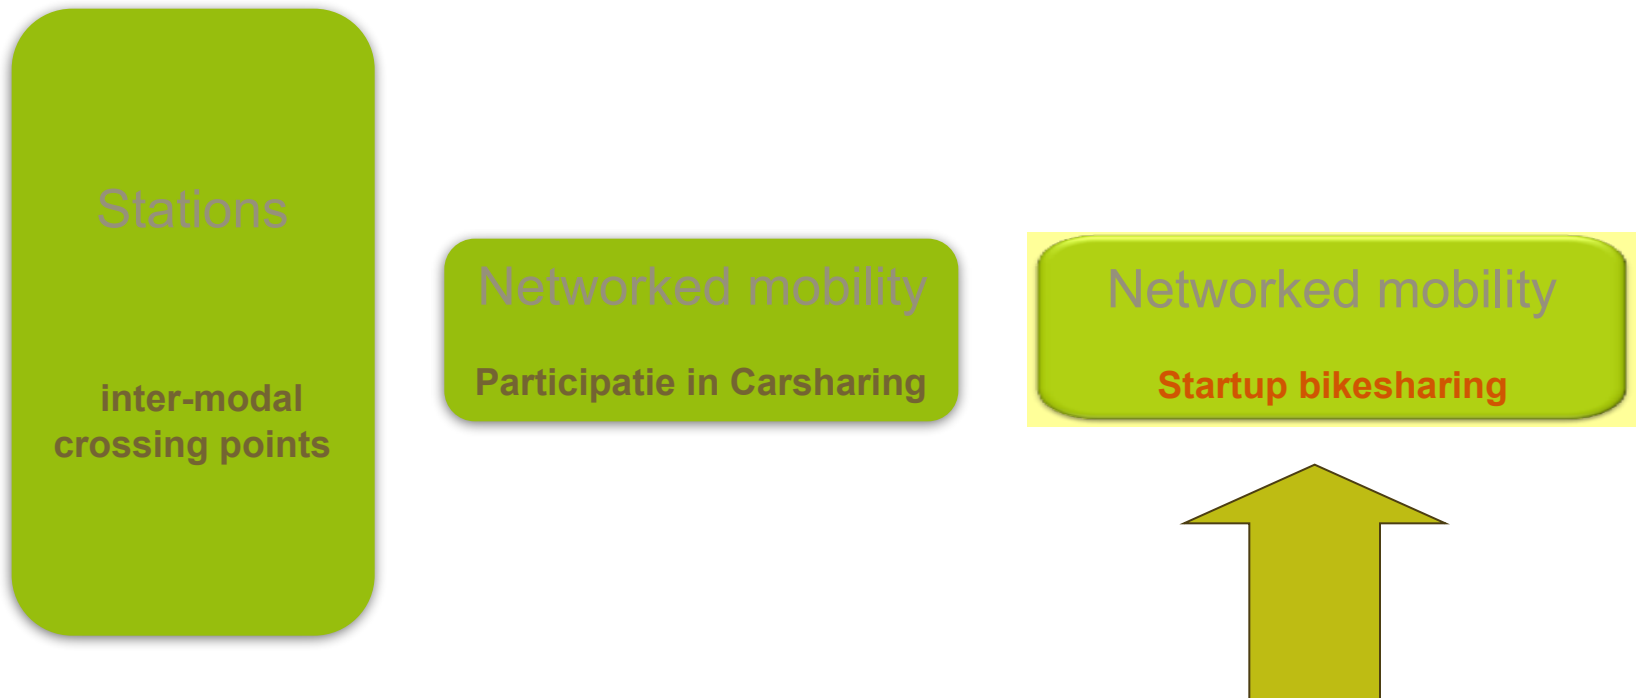 Stations
inter-modal
crossing points
Networked mobility
Participatie in Carsharing
Networked mobility
Startup bikesharing